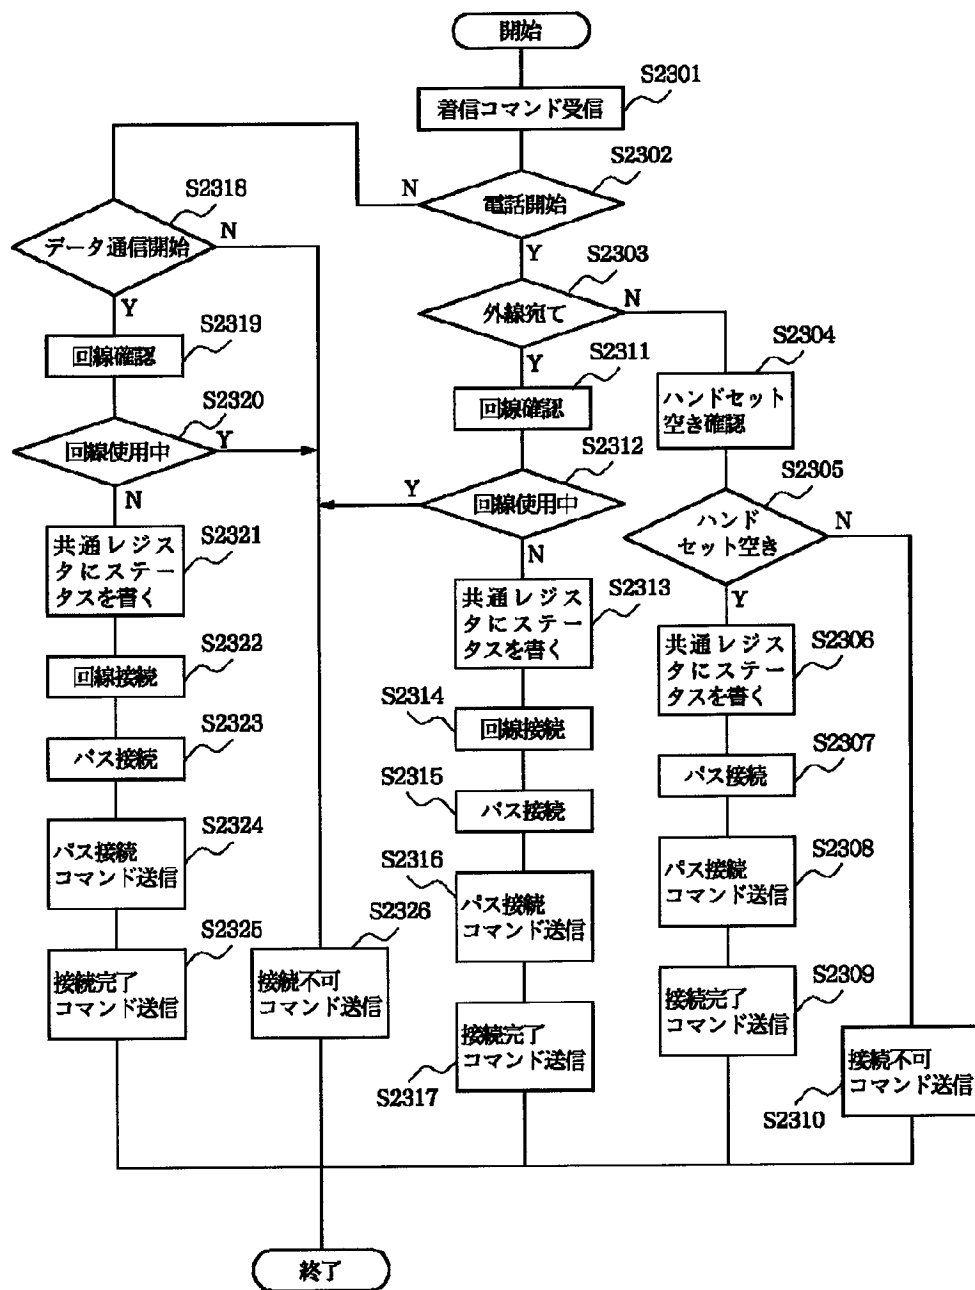 開始
S2301
着信コマンド受信
S2302
N
電話開始
Y
S2318
データ通信開始
N
Y
S2303
外線宛て
N
Y
S2319
回線確認
S2311
回線確認
S2304
ハンドセット
空き確認
S2320
回線使用中
Y
N
S2312
回線使用中
Y
N
S2305
ハンド
セット空き
N
Y
S2321
共通レジス
タにステー
タスを書く
S2313
共通レジス
タにステー
タスを書く
S2306
共通レジス
タにステー
タスを書く
S2322
回線接続
S2314
回線接続
S2323
パス接続
S2307
パス接続
S2315
パス接続
S2324
パス接続
コマンド送信
S2316
パス接続
コマンド送信
S2308
パス接続
コマンド送信
S2325
接続完了
コマンド送信
S2326
接続不可
コマンド送信
S2309
接続完了
コマンド送信
接続完了
コマンド送信
S2317
接続不可
コマンド送信
S2310
終了